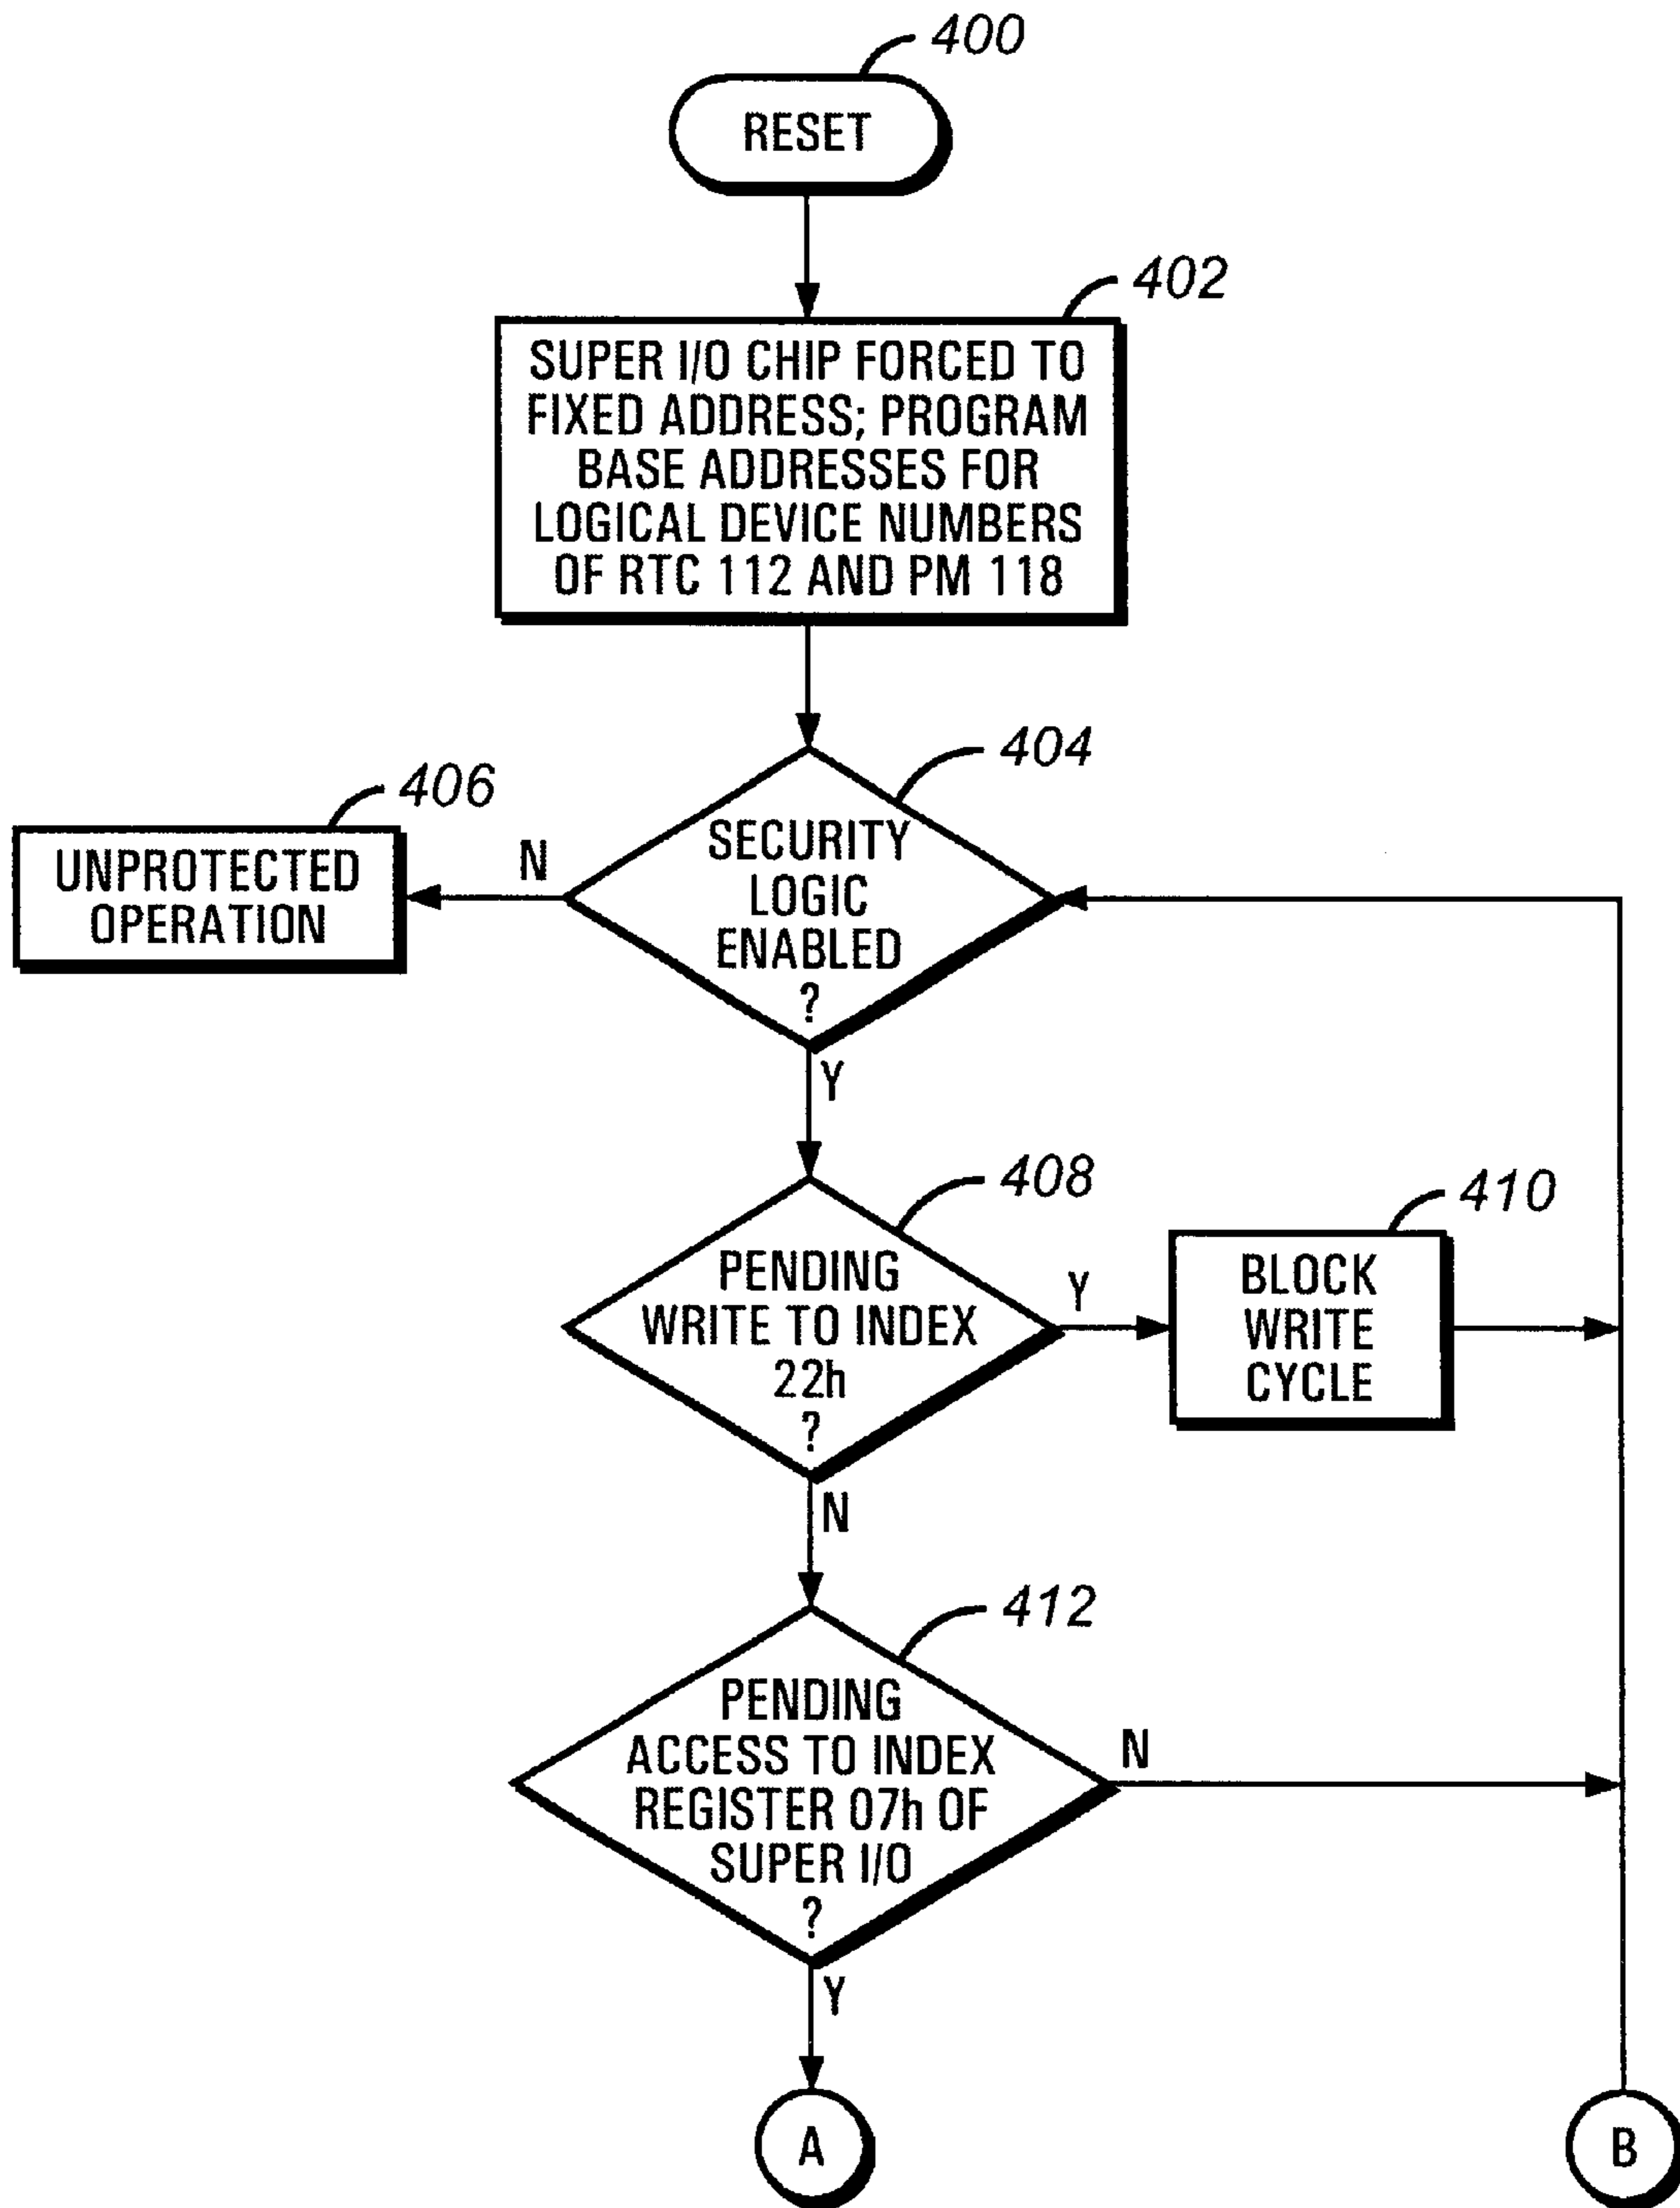 400
RESET
402
SUPER I/O CHIP FORCED TO
FIXED ADDRESS; PROGRAM
BASE ADDRESSES FOR
LOGICAL DEVICE NUMBERS
OF RTC 112 AND PM 118
404
SECURITY
LOGIC
ENABLED
?
406
UNPROTECTED
OPERATION
N
Y
408
PENDING
WRITE TO INDEX
22h
?
Y
410
BLOCK
WRITE
CYCLE
N
412
PENDING
ACCESS TO INDEX
REGISTER 07h OF
SUPER I/O
?
N
Y
A
B